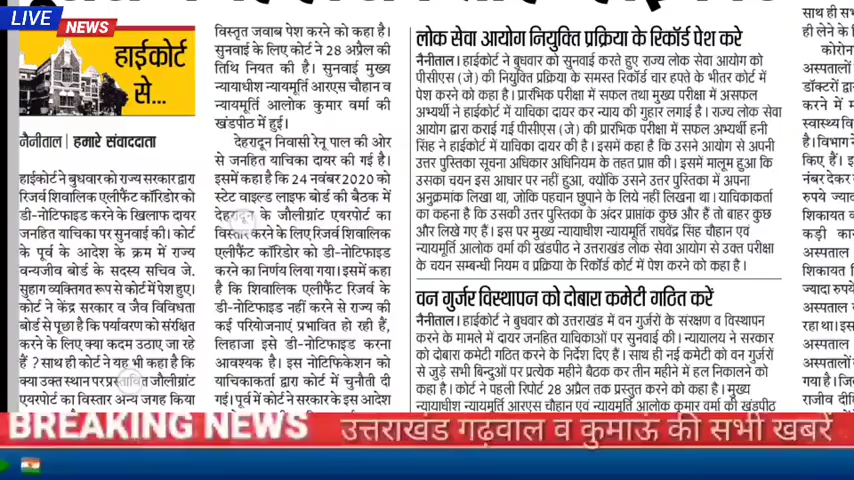 LIVE
NEWS
हाईकोर्ट
से...
नैनीताल | हमारे संवाददाता
हाईकोर्ट ने बुधवार को राज्य सरकार द्वारा
रिजर्व शिवालिक एलीफैंट कॉरिडोर को
डी-नोटिफाइड करने के खिलाफ दायर
जनहित याचिका पर सुनवाई की। कोर्ट
के पूर्व के आदेश के क्रम में राज्य
वन्यजीव बोर्ड के सदस्य सचिव जे.
सुहाग व्यक्तिगत रूप से कोर्ट में पेश हुए।
कोर्ट ने केंद्र सरकार व जैव विविधता
बोर्ड से पूछा है कि पर्यावरण को संरक्षित
करने के लिए क्या कदम उठाए जा रहे
हैं ? साथ ही कोर्ट ने यह भी कहा है कि
क्या उक्त स्थान पर प्रस्तावित जौलीग्रांट
एयरपोर्ट का विस्तार अन्य जगह किया
विस्तृत जवाब पेश करने को कहा है।
सुनवाई के लिए कोर्ट ने 28 अप्रैल की
तिथि नियत की है। सुनवाई मुख्य
न्यायाधीश न्यायमूर्ति आरएस चौहान व
न्यायमूर्ति आलोक कुमार वर्मा की
खंडपीठ में हुई।
देहरादून निवासी रेनू पाल की ओर
से जनहित याचिका दायर की गई है।
इसमें कहा है कि 24 नवंबर 2020 को
स्टेट वाइल्ड लाइफ बोर्ड की बैठक में
देहरादून के जौलीग्रांट एयरपोर्ट का
विस्तार करने के लिए रिजर्व शिवालिक
एलीफैंट कॉरिडोर को डी-नोटिफाइड
करने का निर्णय लिया गया। इसमें कहा
है कि शिवालिक एलीफैंट रिजर्व के
डी-नोटिफाइड नहीं करने से राज्य की
कई परियोजनाएं प्रभावित हो रही हैं,
लिहाजा इसे डी-नोटिफाइड करना
आवश्यक है। इस नोटिफिकेशन को
याचिकाकर्ता द्वारा कोर्ट में चुनौती दी
गई। पूर्व में कोर्ट ने सरकार के इस आदेश
लोक सेवा आयोग नियुक्ति प्रक्रिया के रिकॉर्ड पेश करे
नैनीताल। हाईकोर्ट ने बुधवार को सुनवाई करते हुए राज्य लोक सेवा आयोग को
पीसीएस (जे) की नियुक्ति प्रक्रिया के समस्त रिकॉर्ड चार हफ्ते के भीतर कोर्ट में
पेश करने को कहा है। प्रारंभिक परीक्षा में सफल तथा मुख्य परीक्षा में असफल
अभ्यर्थी ने हाईकोर्ट में याचिका दायर कर न्याय की गुहार लगाई है। राज्य लोक सेवा
आयोग द्वारा कराई गई पीसीएस (जे) की प्रारंभिक परीक्षा में सफल अभ्यर्थी हनी
सिंह ने हाईकोर्ट में याचिका दायर की है। इसमें कहा है कि उसने आयोग से अपनी
उत्तर पुस्तिका सूचना अधिकार अधिनियम के तहत प्राप्त की। इसमें मालूम हुआ कि
उसका चयन इस आधार पर नहीं हुआ, क्योंकि उसने उत्तर पुस्तिका में अपना
अनुक्रमांक लिखा था, जोकि पहचान छुपाने के लिये नहीं लिखना था। याचिकाकर्ता
का कहना है कि उसकी उत्तर पुस्तिका के अंदर प्राप्तांक कुछ और हैं तो बाहर कुछ
और लिखे गए हैं। इस पर मुख्य न्यायाधीश न्यायमूर्ति राघवेंद्र सिंह चौहान एवं
न्यायमूर्ति आलोक वर्मा की खंडपीठ ने उत्तराखंड लोक सेवा आयोग से उक्त परीक्षा
के चयन सम्बन्धी नियम व प्रक्रिया के रिकॉर्ड कोर्ट में पेश करने को कहा है।
वन गुर्जर विस्थापन को दोबारा कमेटी गठित करें
नैनीताल। हाईकोर्ट ने बुधवार को उत्तराखंड में वन गुर्जरों के संरक्षण व विस्थापन
करने के मामले में दायर जनहित याचिकाओं पर सुनवाई की। न्यायालय ने सरकार
को दोबारा कमेटी गठित करने के निर्देश दिए हैं। साथ ही नई कमेटी को वन गुर्जरों
से जुड़े सभी बिन्दुओं पर प्रत्येक महीने बैठक कर तीन महीने में हल निकालने को
कहा है। कोर्ट ने पहली रिपोर्ट 28 अप्रैल तक प्रस्तुत करने को कहा है। मुख्य
न्यायाधीश न्यायमूर्ति आरएस चौहान एवं न्यायमूर्ति आलोक कुमार वर्मा की खंडपीठ
साथ ही सभ
ही लेने के
कोरोन
अस्पतालों
डॉक्टरों द्वा
करने में म
स्वास्थ्य वि
है। विभाग ने
किए हैं। इ
नंबर देकर
रुपये ज्याद
शिकायत क
कड़ी कार
अस्पताल
शिकायत f
ज्यादा रुपये
अस्पताल
रहा था। इस
अस्पतालों
गया है। जि
राजीव दीf
BREAKING NEWS
उत्तराखंड गढ़वाल व कुमाऊं की सभी खबरें